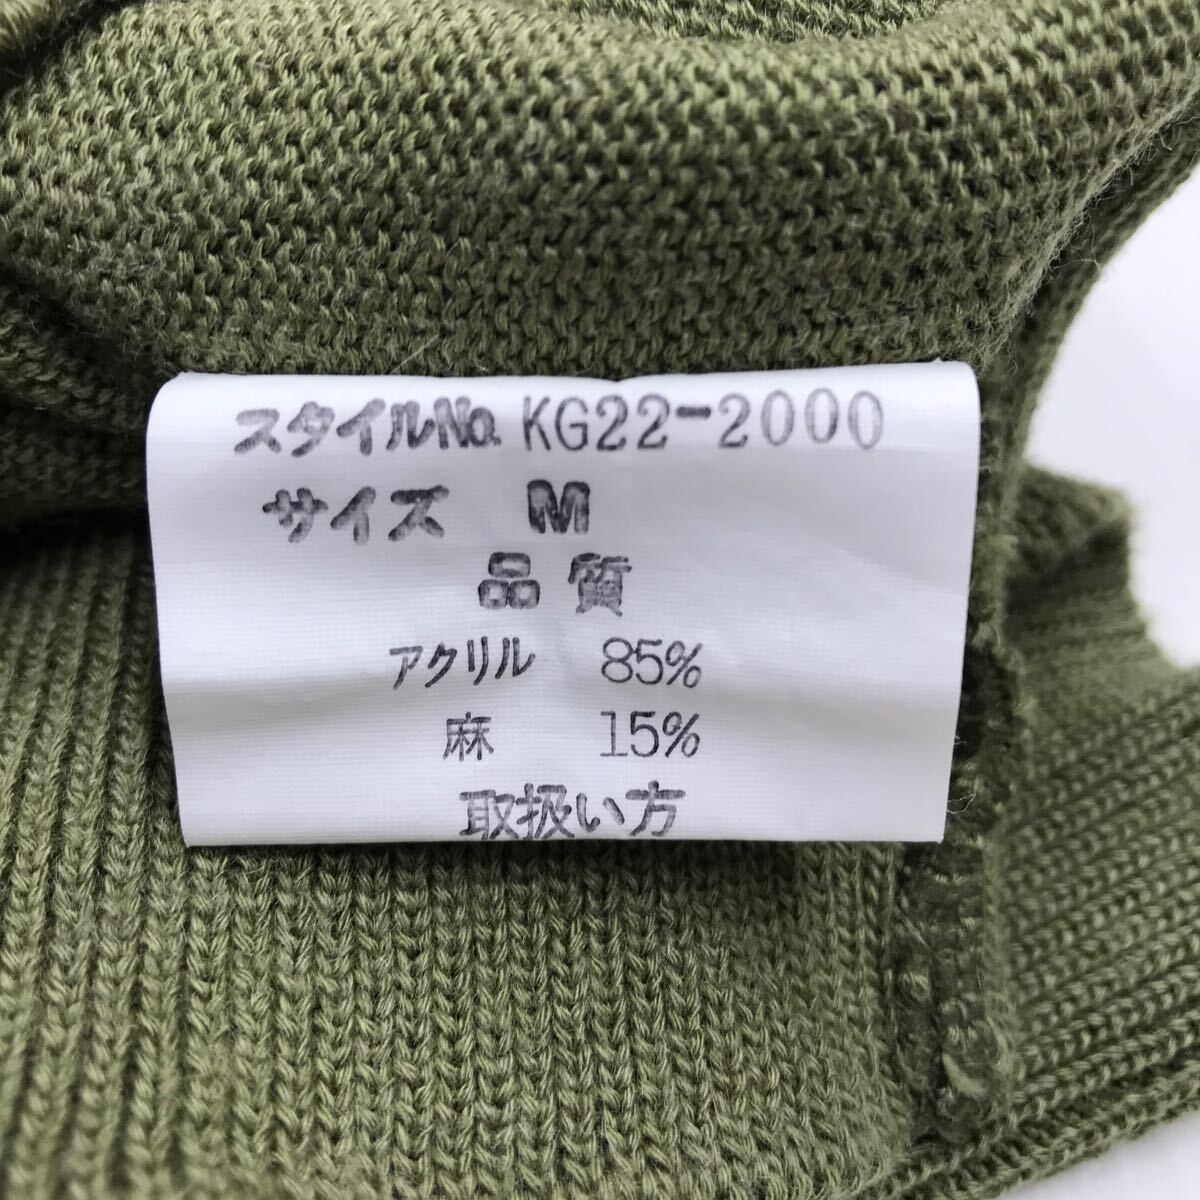 スタイルNo. KG22-2000
サイズ M
品質
アクリル 85%
麻 15%
取扱い方